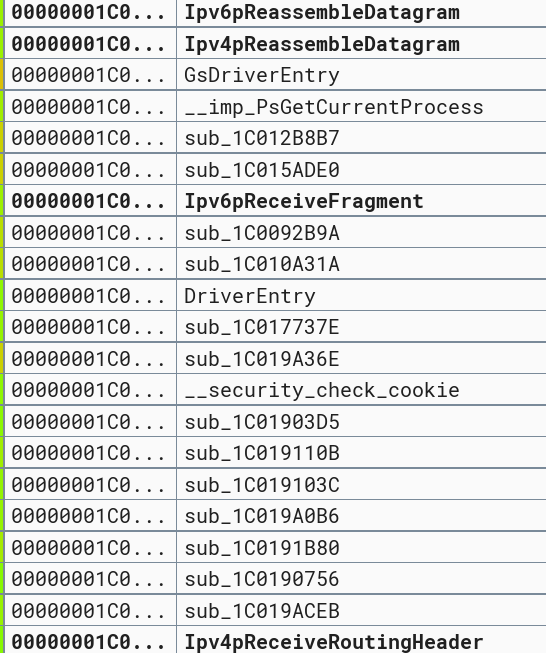 00000001C0... Ipv6pReassembleDatagram
00000001C0... Ipv4pReassembleDatagram
00000001C0... GsDriverEntry
00000001C0... __imp_PsGetCurrentProcess
00000001C0... sub_1C012B8B7
00000001C0... sub_1C015ADE0
00000001C0... Ipv6pReceiveFragment
00000001C0... sub_1C0092B9A
00000001C0... sub_1C010A31A
00000001C0... DriverEntry
00000001C0... sub_1C017737E
00000001C0... sub_1C019A36E
00000001C0... __security_check_cookie
00000001C0... sub_1C01903D5
00000001C0... sub_1C019110B
00000001C0... sub_1C019103C
00000001C0... sub_1C019A0B6
00000001C0... sub_1C0191B80
00000001C0... sub_1C0190756
00000001C0... sub_1C019ACEB
00000001C0... Ipv4pReceiveRoutingHeader